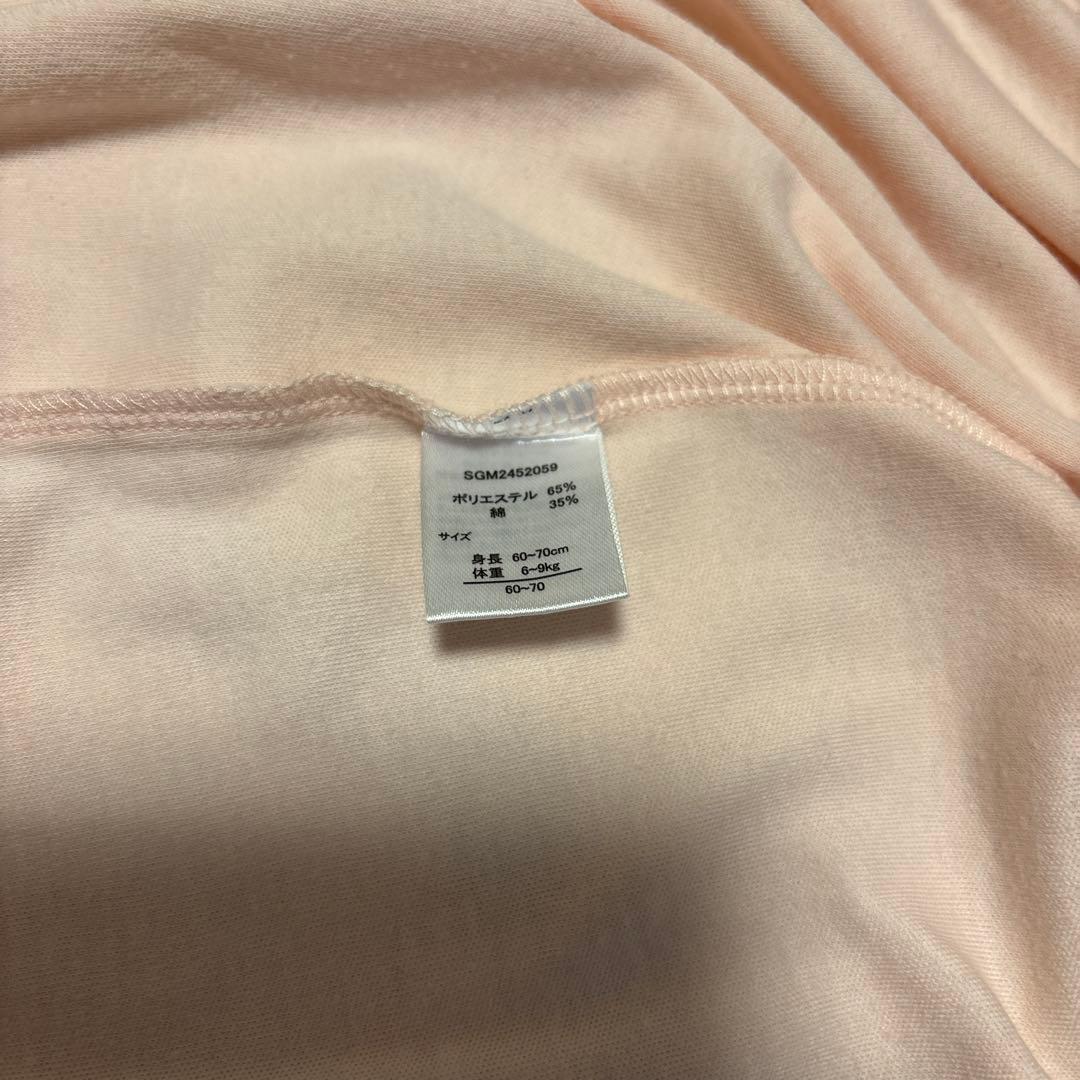 SGM2452059
ポリエステル 65%
綿 35%
サイズ
身長 60~70cm
体重 6~9kg
60~70